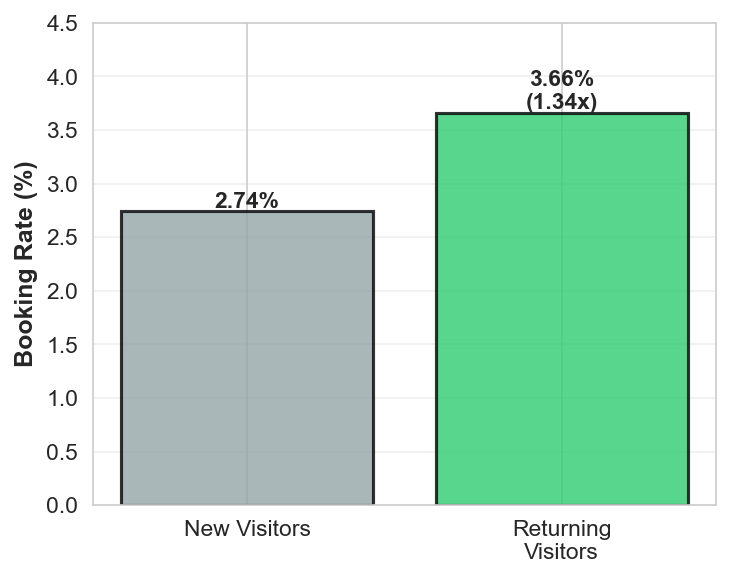 Booking Rate (%)
4.5
4.0
3.5
3.0
2.5
2.0
1.5
1.0
0.5
0.0
2.74%
3.66%
(1.34x)
New Visitors
Returning
Visitors